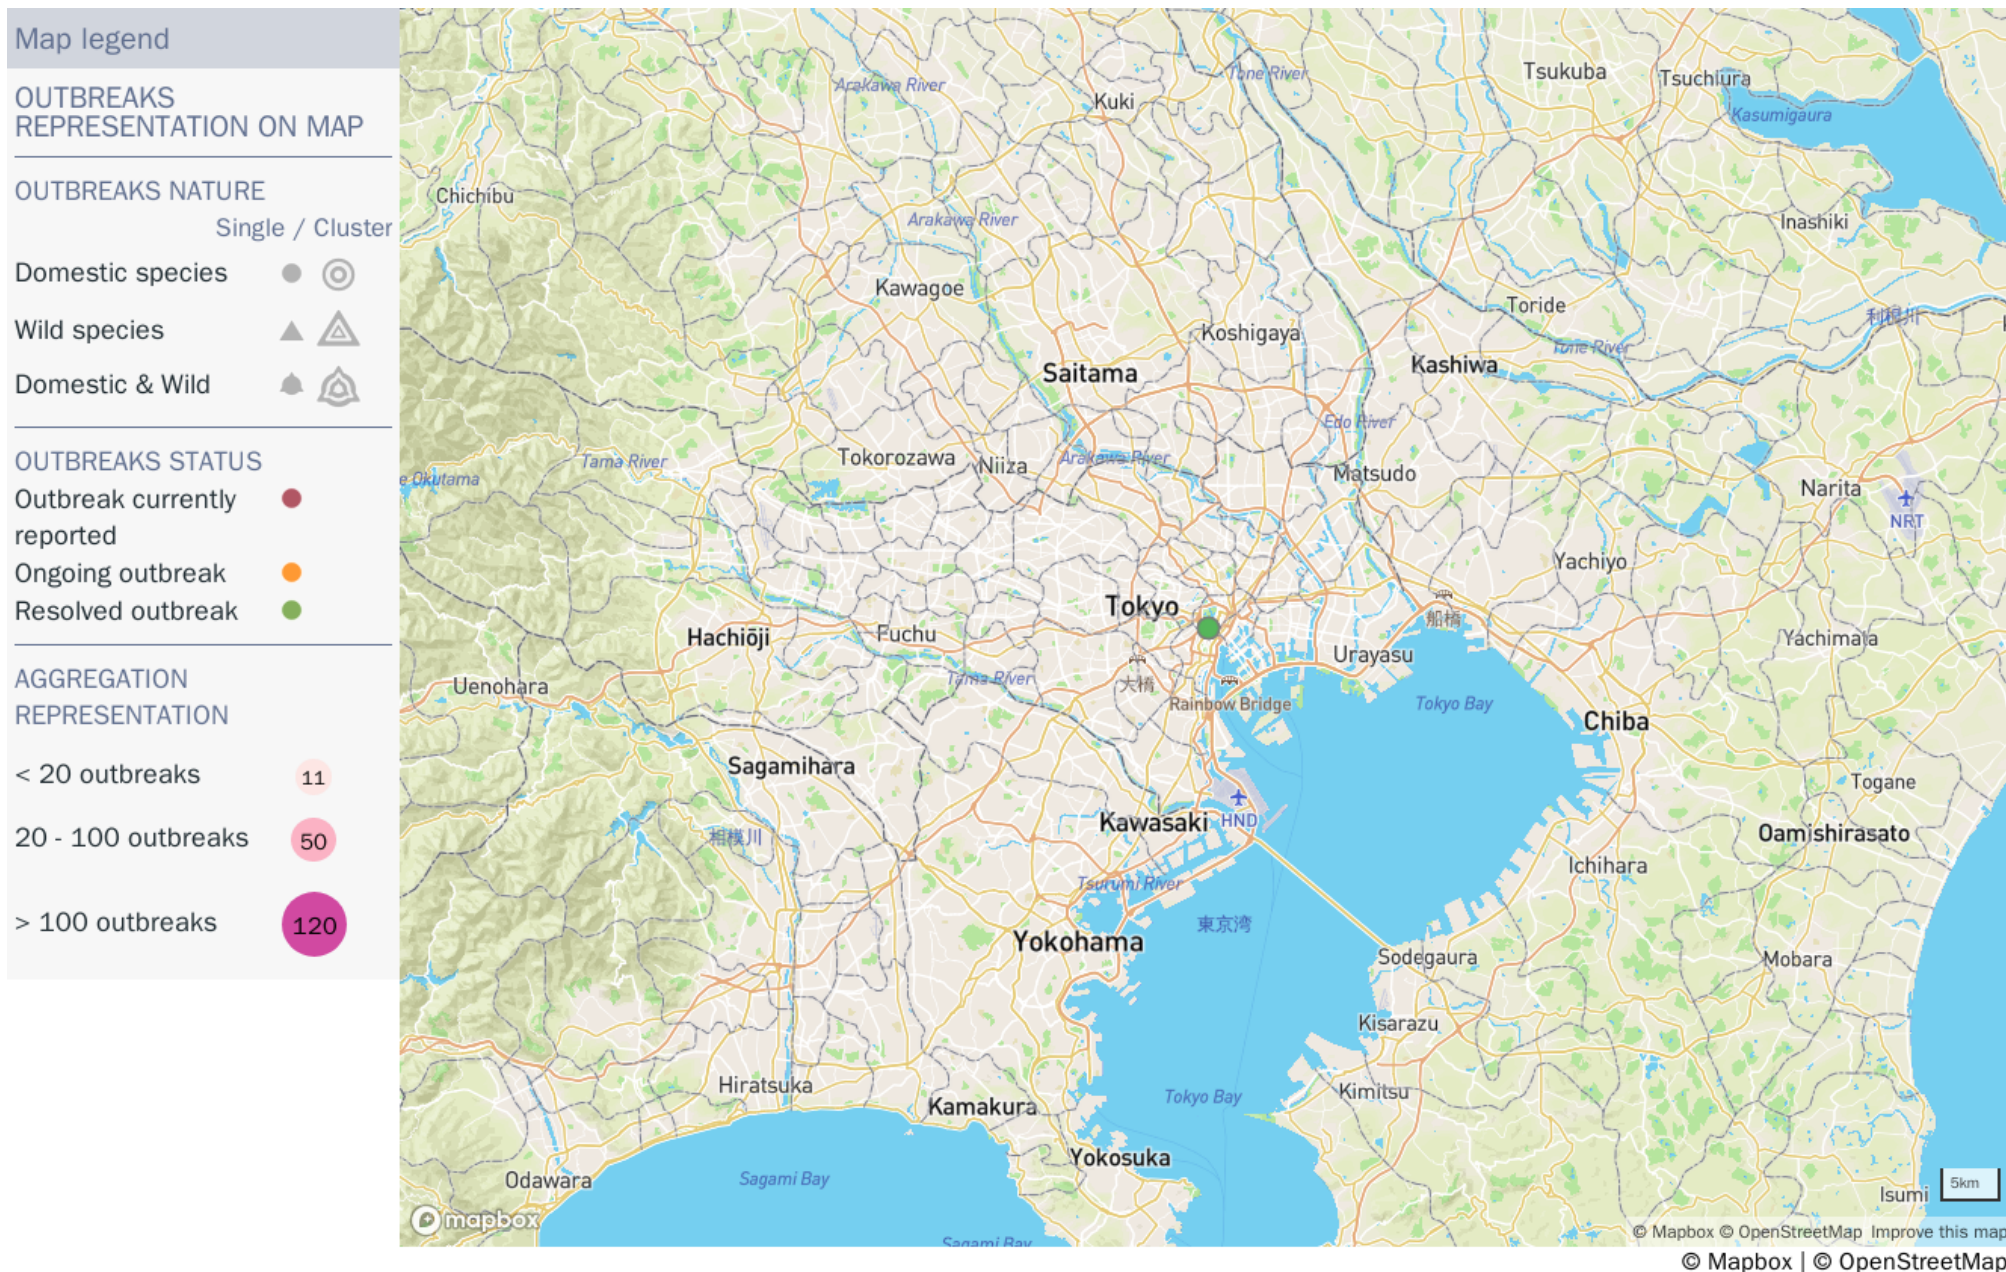 Map legend
OUTBREAKS
REPRESENTATION ON MAP
OUTBREAKS NATURE
Single / Cluster
Domestic species
Wild species
Domestic & Wild
OUTBREAKS STATUS
Outbreak currently
reported
Ongoing outbreak
Resolved outbreak
AGGREGATION
REPRESENTATION
< 20 outbreaks 11
20 - 100 outbreaks 50
> 100 outbreaks 120
Tsukuba
Tsuchiura
Tone River
Arakawa River
Kuki
Kasumigaura
Chichibu
Arakawa River
Inashiki
Kawagoe
Toride
利根川
Koshigaya
Tone River
Saitama
Kashiwa
Edo River
Tokorozawa
Niiza
Arakawa River
Tama River
Matsudo
e Okutama
Narita
NRT
Yachiyo
Tokyo
船橋
Hachiōji
Fuchu
Yachimata
Urayasu
Uenohara
Tama River
大橋
Rainbow Bridge
Tokyo Bay
Chiba
Sagamihara
Togane
Kawasaki
HND
Oamishirasato
相模川
Ichihara
Tsurumi River
東京湾
Yokohama
Sodegaura
Mobara
Kisarazu
Hiratsuka
Kimitsu
Tokyo Bay
Kamakura
Yokosuka
Odawara
Sagami Bay
5km
Isumi
mapbox
© Mapbox © OpenStreetMap Improve this map
Sagami Bay
© Mapbox | © OpenStreetMap